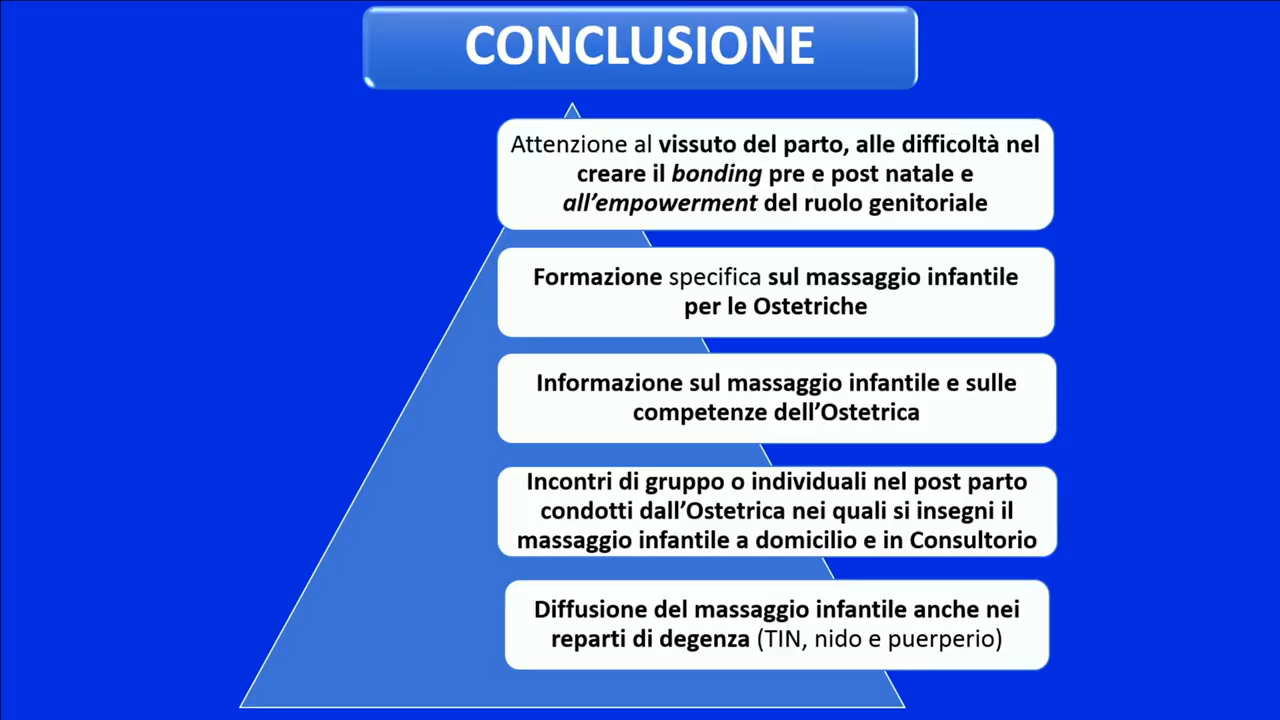 CONCLUSIONE
Attenzione al vissuto del parto, alle difficoltà nel
creare il bonding pre e post natale e
all’empowerment del ruolo genitoriale
Formazione specifica sul massaggio infantile
per le Ostetriche
Informazione sul massaggio infantile e sulle
competenze dell’Ostetrica
Incontri di gruppo o individuali nel post parto
condotti dall’Ostetrica nei quali si insegni il
massaggio infantile a domicilio e in Consultorio
Diffusione del massaggio infantile anche nei
reparti di degenza (TIN, nido e puerperio)